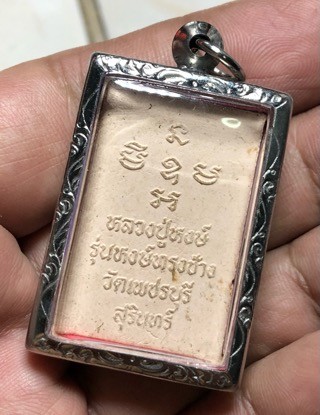 หลวงปู่หงษ์
รุ่นหงษ์ทรงช้าง
วัดเพชรบุรี
สุรินทร์